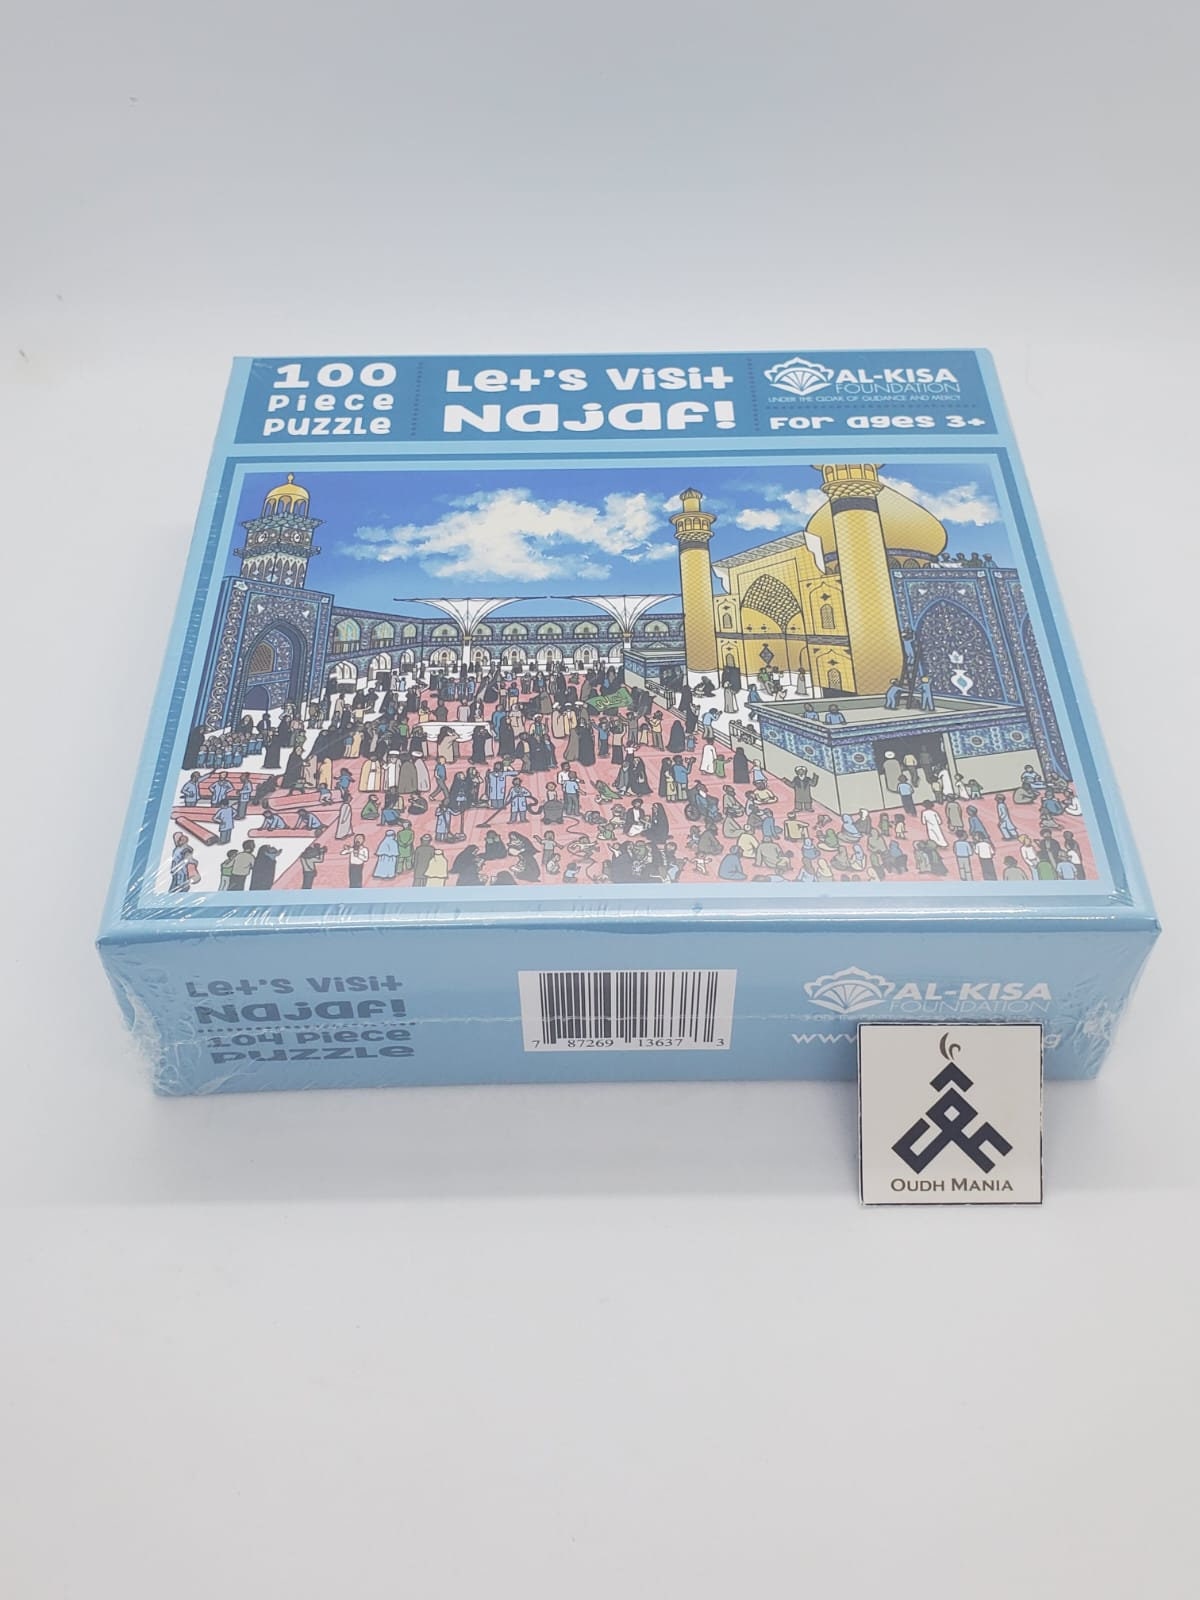 100
Piece
Puzzle
Let's Visit
Najaf!
AL-KISA
FOUNDATION
UNDER THE CLOAK OF GUIDANCE AND MERCY
For ages 3+
Let's Visit
Najaf!
104 Piece
Puzzle
7 87269 13637 3
AL-KISA
FOUNDATION
OUDH MANIA